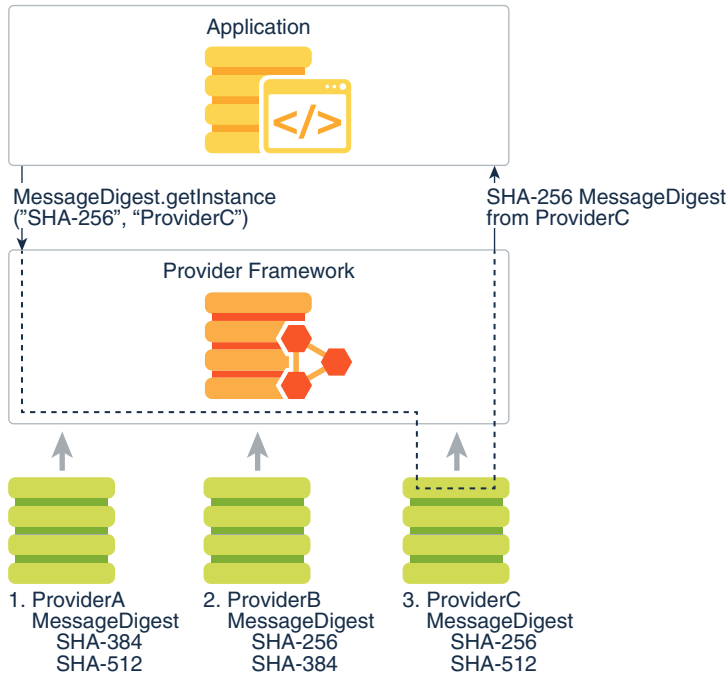 Application
</>
MessageDigest.getInstance
(”SHA-256”, “ProviderC”)
SHA-256 MessageDigest
from ProviderC
Provider Framework
1. ProviderA
MessageDigest
SHA-384
SHA-512
2. ProviderB
MessageDigest
SHA-256
SHA-384
3. ProviderC
MessageDigest
SHA-256
SHA-512